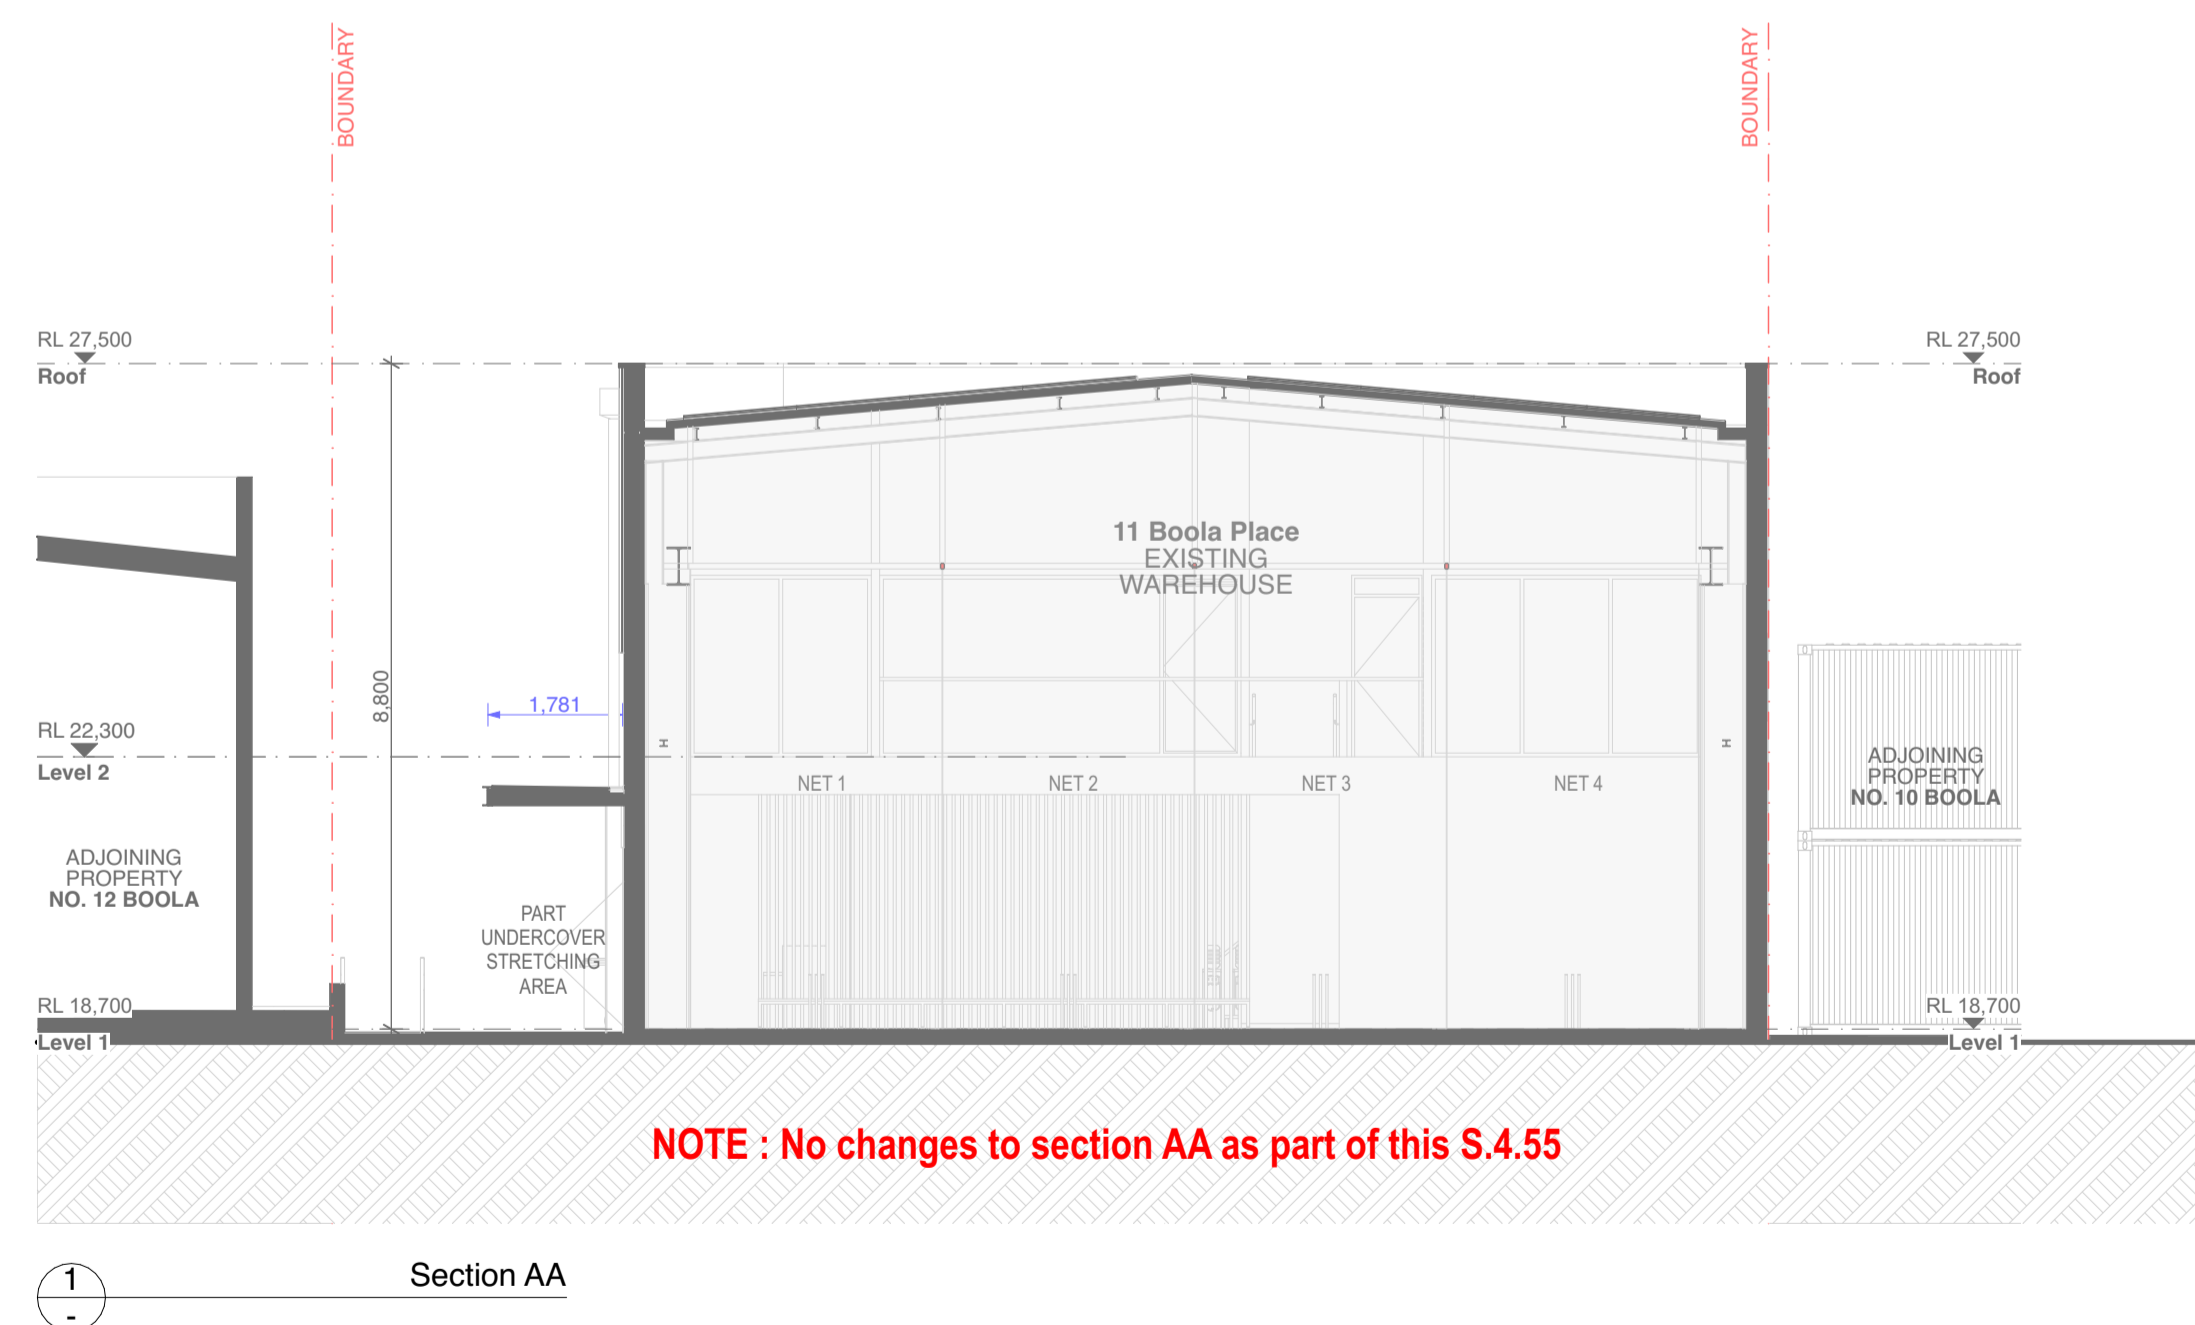 BOUNDARY
BOUNDARY
RL 27,500
Roof
RL 27,500
Roof
11 Boola Place
EXISTING
WAREHOUSE
8,800
1,781
RL 22,300
Level 2
NET 1
NET 2
NET 3
NET 4
H
H
ADJOINING
PROPERTY
NO. 10 BOOLA
ADJOINING
PROPERTY
NO. 12 BOOLA
PART
UNDERCOVER
STRETCHING
AREA
RL 18,700
Level 1
RL 18,700
Level 1
NOTE : No changes to section AA as part of this S.4.55
1
-
Section AA